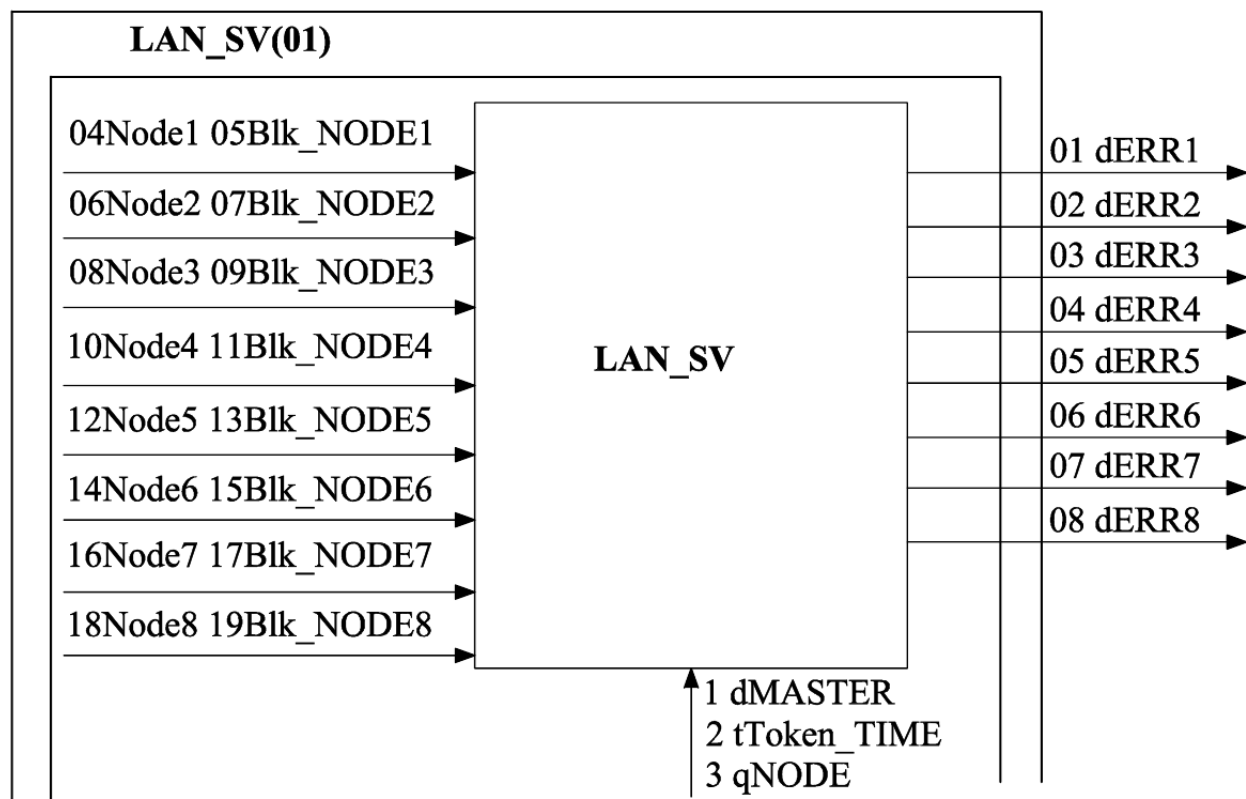 LAN_SV(01)
04Node1 05Blk_NODE1
06Node2 07Blk_NODE2
08Node3 09Blk_NODE3
10Node4 11Blk_NODE4
12Node5 13Blk_NODE5
14Node6 15Blk_NODE6
16Node7 17Blk_NODE7
18Node8 19Blk_NODE8
LAN_SV
01 dERR1
02 dERR2
03 dERR3
04 dERR4
05 dERR5
06 dERR6
07 dERR7
08 dERR8
1 dMASTER
2 tToken_TIME
3 qNODE